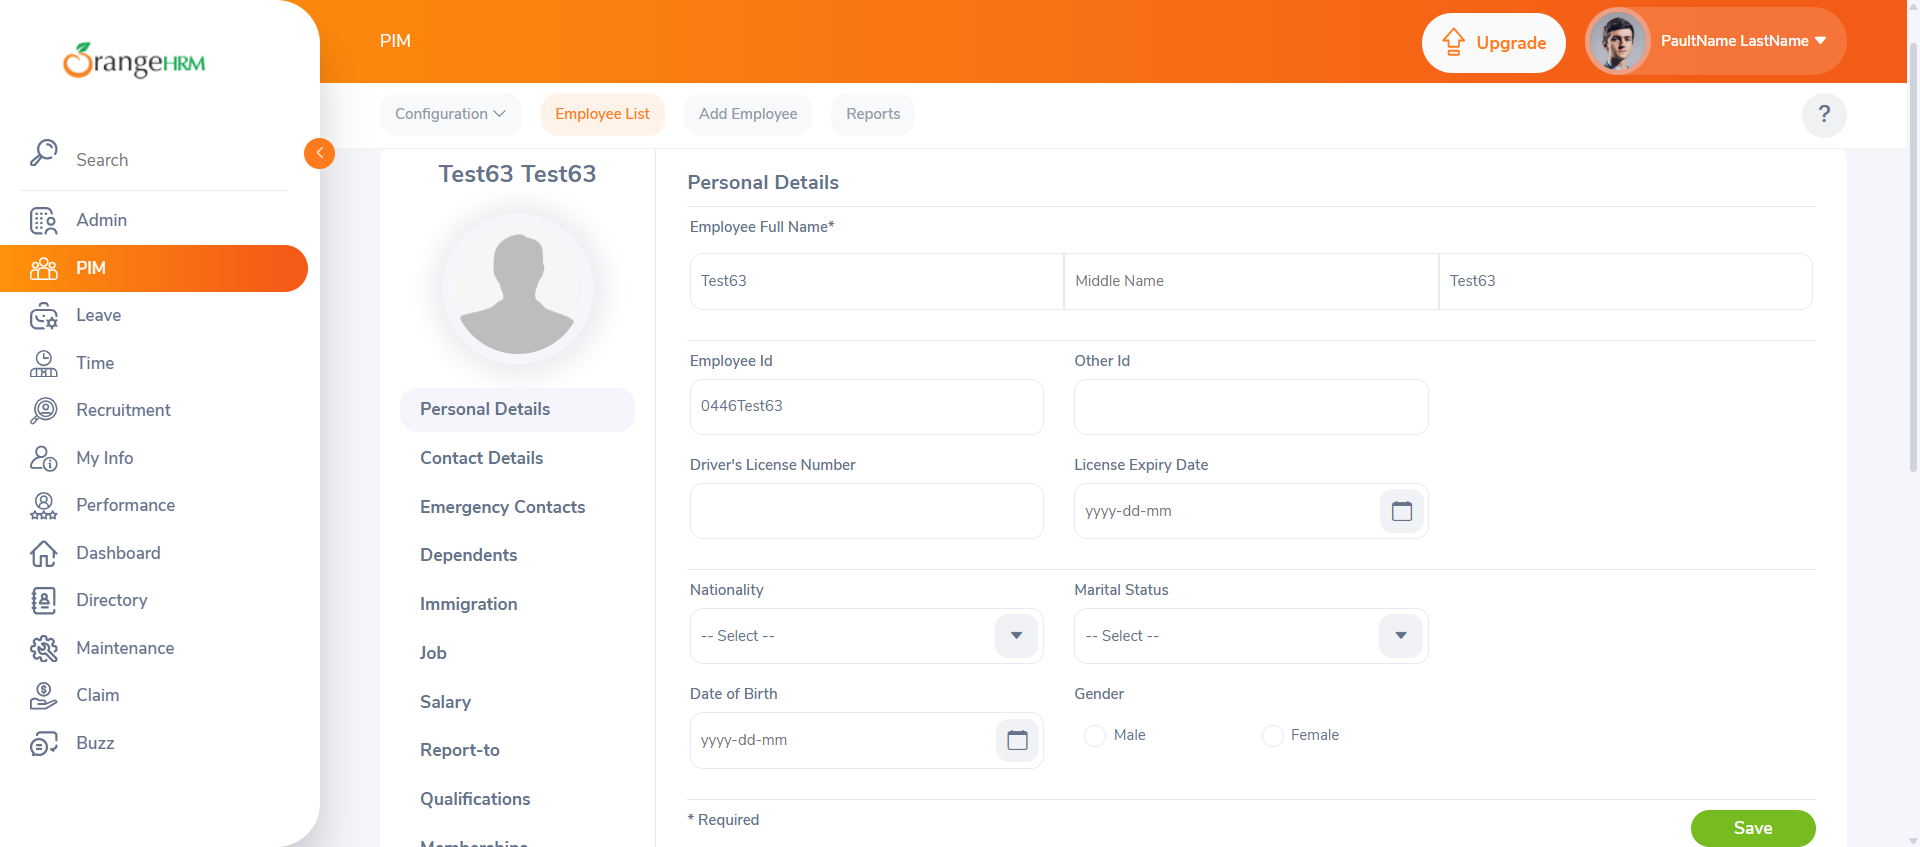 OrangeHRM
PIM
Upgrade
PaultName LastName
Configuration
Employee List
Add Employee
Reports
?
Search
Admin
PIM
Leave
Time
Recruitment
My Info
Performance
Dashboard
Directory
Maintenance
Claim
Buzz
Test63 Test63
Personal Details
Contact Details
Emergency Contacts
Dependents
Immigration
Job
Salary
Report-to
Qualifications
Memberships
Personal Details
Employee Full Name*
Test63
Middle Name
Test63
Employee Id
Other Id
0446Test63
Driver's License Number
License Expiry Date
yyyy-dd-mm
Nationality
Marital Status
-- Select --
-- Select --
Date of Birth
Gender
yyyy-dd-mm
Male
Female
* Required
Save